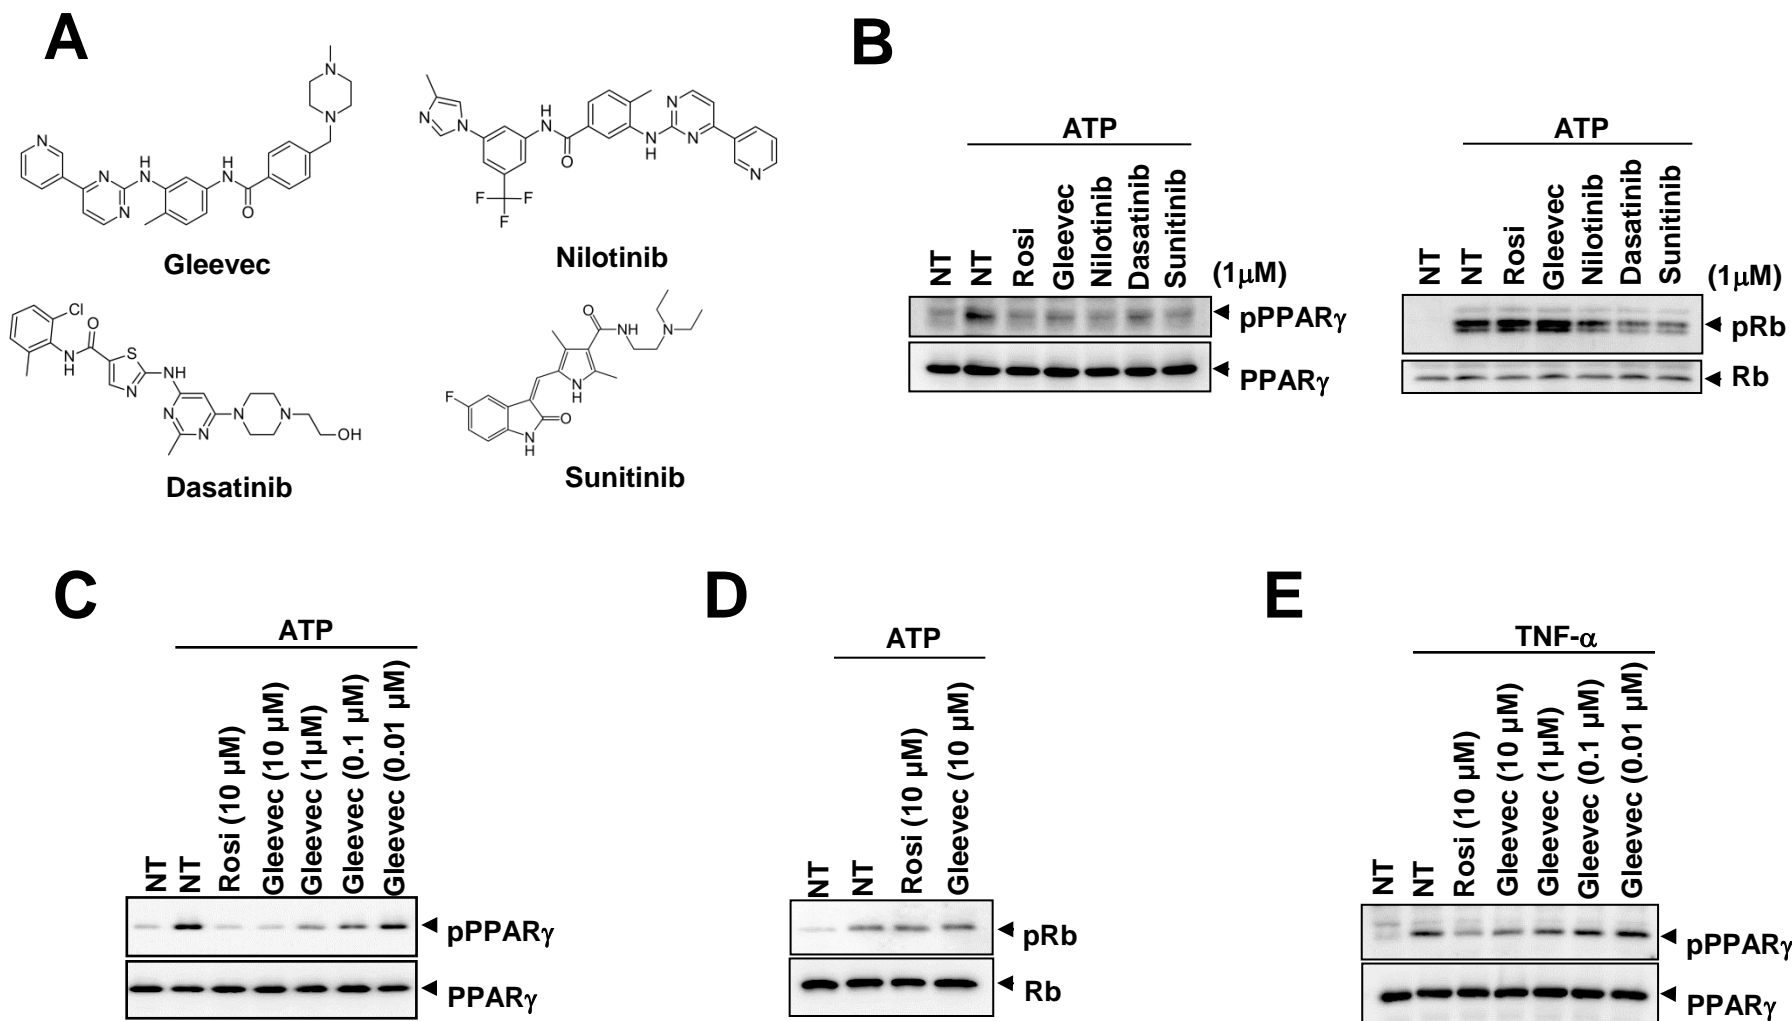 A
Gleevec
Nilotinib
Dasatinib
Sunitinib
N
N
N
N
N
H
N
H
N
O
N
N
N
H
O
N
H
N
N
N
F
F
F
Cl
O
N
H
S
N
NH
N
N
N
N
OH
O
NH
N
N
H
F
O
N
H
B
ATP
NT
NT
Rosi
Gleevec
Nilotinib
Dasatinib
Sunitinib
(1μM)
pPPARγ
PPARγ
ATP
NT
NT
Rosi
Gleevec
Nilotinib
Dasatinib
Sunitinib
(1μM)
pRb
Rb
C
ATP
NT
NT
Rosi (10 μM)
Gleevec (10 μM)
Gleevec (1μM)
Gleevec (0.1 μM)
Gleevec (0.01 μM)
pPPARγ
PPARγ
D
ATP
NT
NT
Rosi (10 μM)
Gleevec (10 μM)
pRb
Rb
E
TNF-α
NT
NT
Rosi (10 μM)
Gleevec (10 μM)
Gleevec (1μM)
Gleevec (0.1 μM)
Gleevec (0.01 μM)
pPPARγ
PPARγ